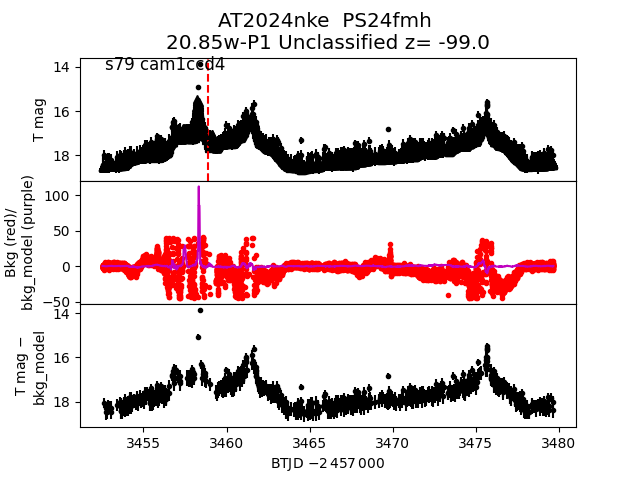 AT2024nke PS24fmh
20.85w-P1 Unclassified z= -99.0
s79 cam1ccd4
T mag
14
16
18
Bkg (red)/
bkg_model (purple)
100
50
0
−50
T mag −
bkg_model
14
16
18
3455 3460 3465 3470 3475 3480
BTJD −2 457 000